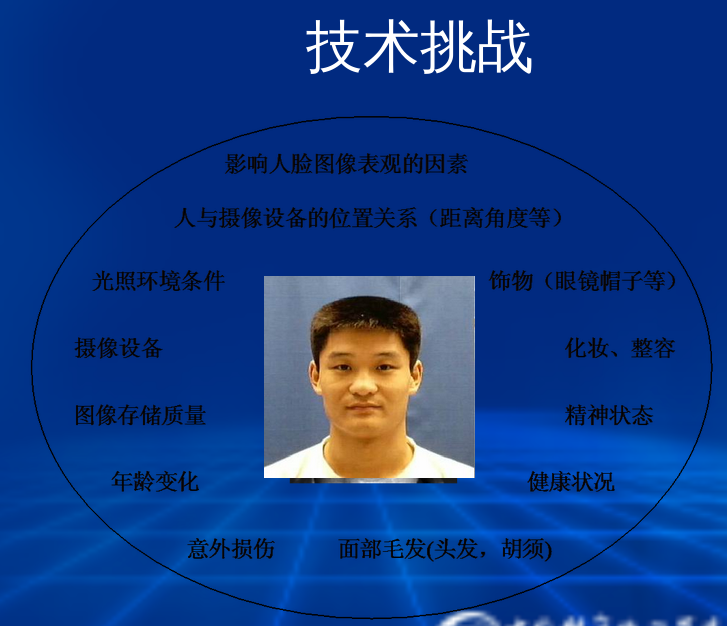 技术挑战
影响人脸图像表观的因素
人与摄像设备的位置关系（距离角度等）
光照环境条件
饰物（眼镜帽子等）
摄像设备
化妆、整容
图像存储质量
精神状态
年龄变化
健康状况
意外损伤
面部毛发(头发，胡须)